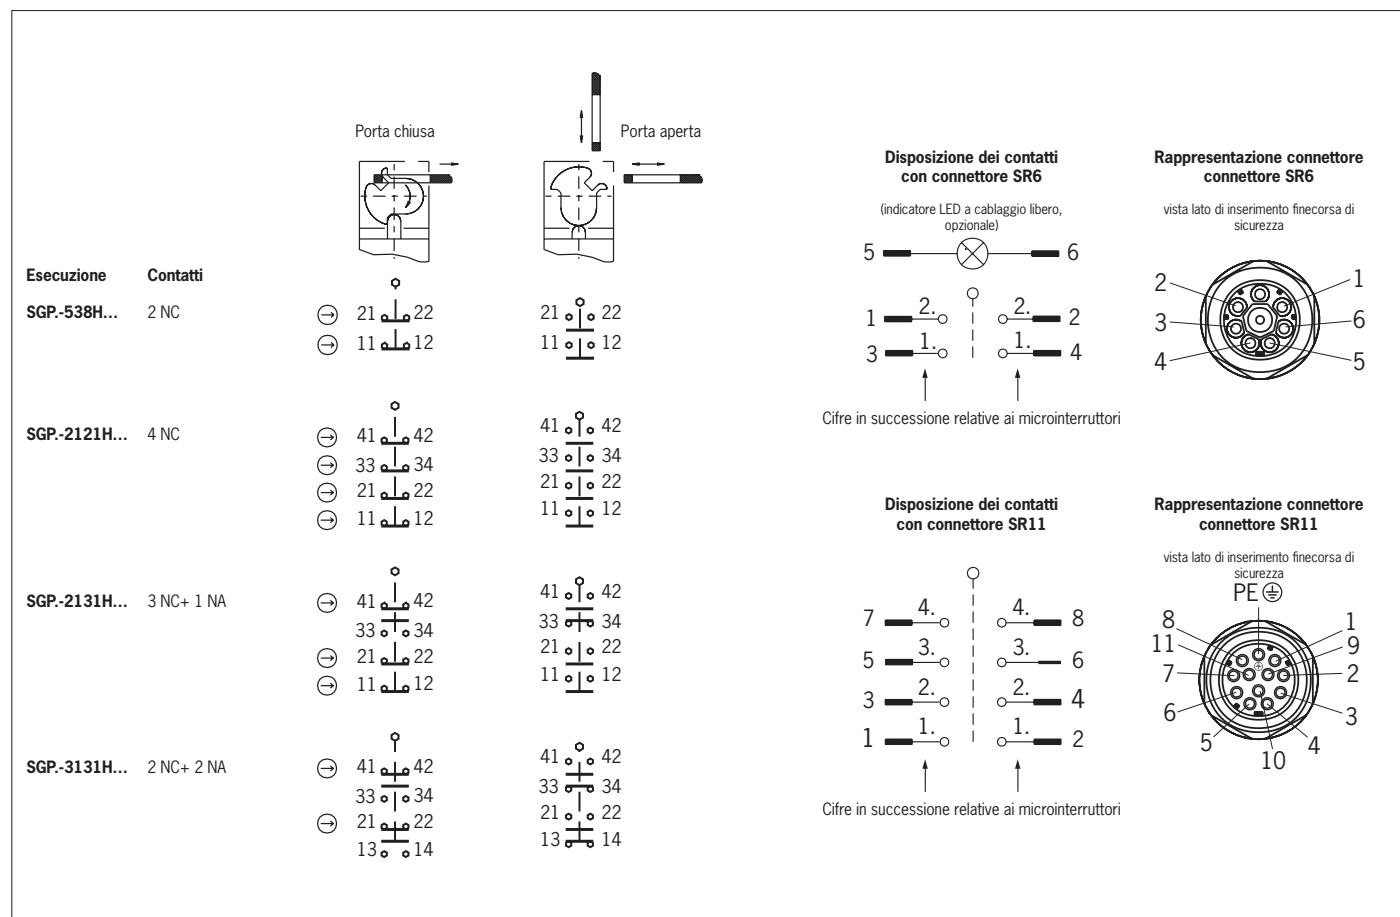 Porta chiusa
Porta aperta
Esecuzione Contatti
SGP.-538H... 2 NC
21 22
11 12
21 22
11 12
SGP.-2121H... 4 NC
41 42
33 34
21 22
11 12
41 42
33 34
21 22
11 12
SGP.-2131H... 3 NC+ 1 NA
41 42
33 34
21 22
11 12
41 42
33 34
21 22
11 12
SGP.-3131H... 2 NC+ 2 NA
41 42
33 34
21 22
13 14
41 42
33 34
21 22
13 14
Disposizione dei contatti
con connettore SR6
(indicatore LED a cablaggio libero,
opzionale)
5 6
1 2. 2. 2
3 1. 1. 4
Cifre in successione relative ai microinterruttori
Rappresentazione connettore
connettore SR6
vista lato di inserimento finecorsa di
sicurezza
2 1
3 6
4 5
Disposizione dei contatti
con connettore SR11
7 4. 4. 8
5 3. 3. 6
3 2. 2. 4
1 1. 1. 2
Cifre in successione relative ai microinterruttori
Rappresentazione connettore
connettore SR11
vista lato di inserimento finecorsa di
sicurezza
PE
8 1
11 9
7 2
6 3
5 4
10